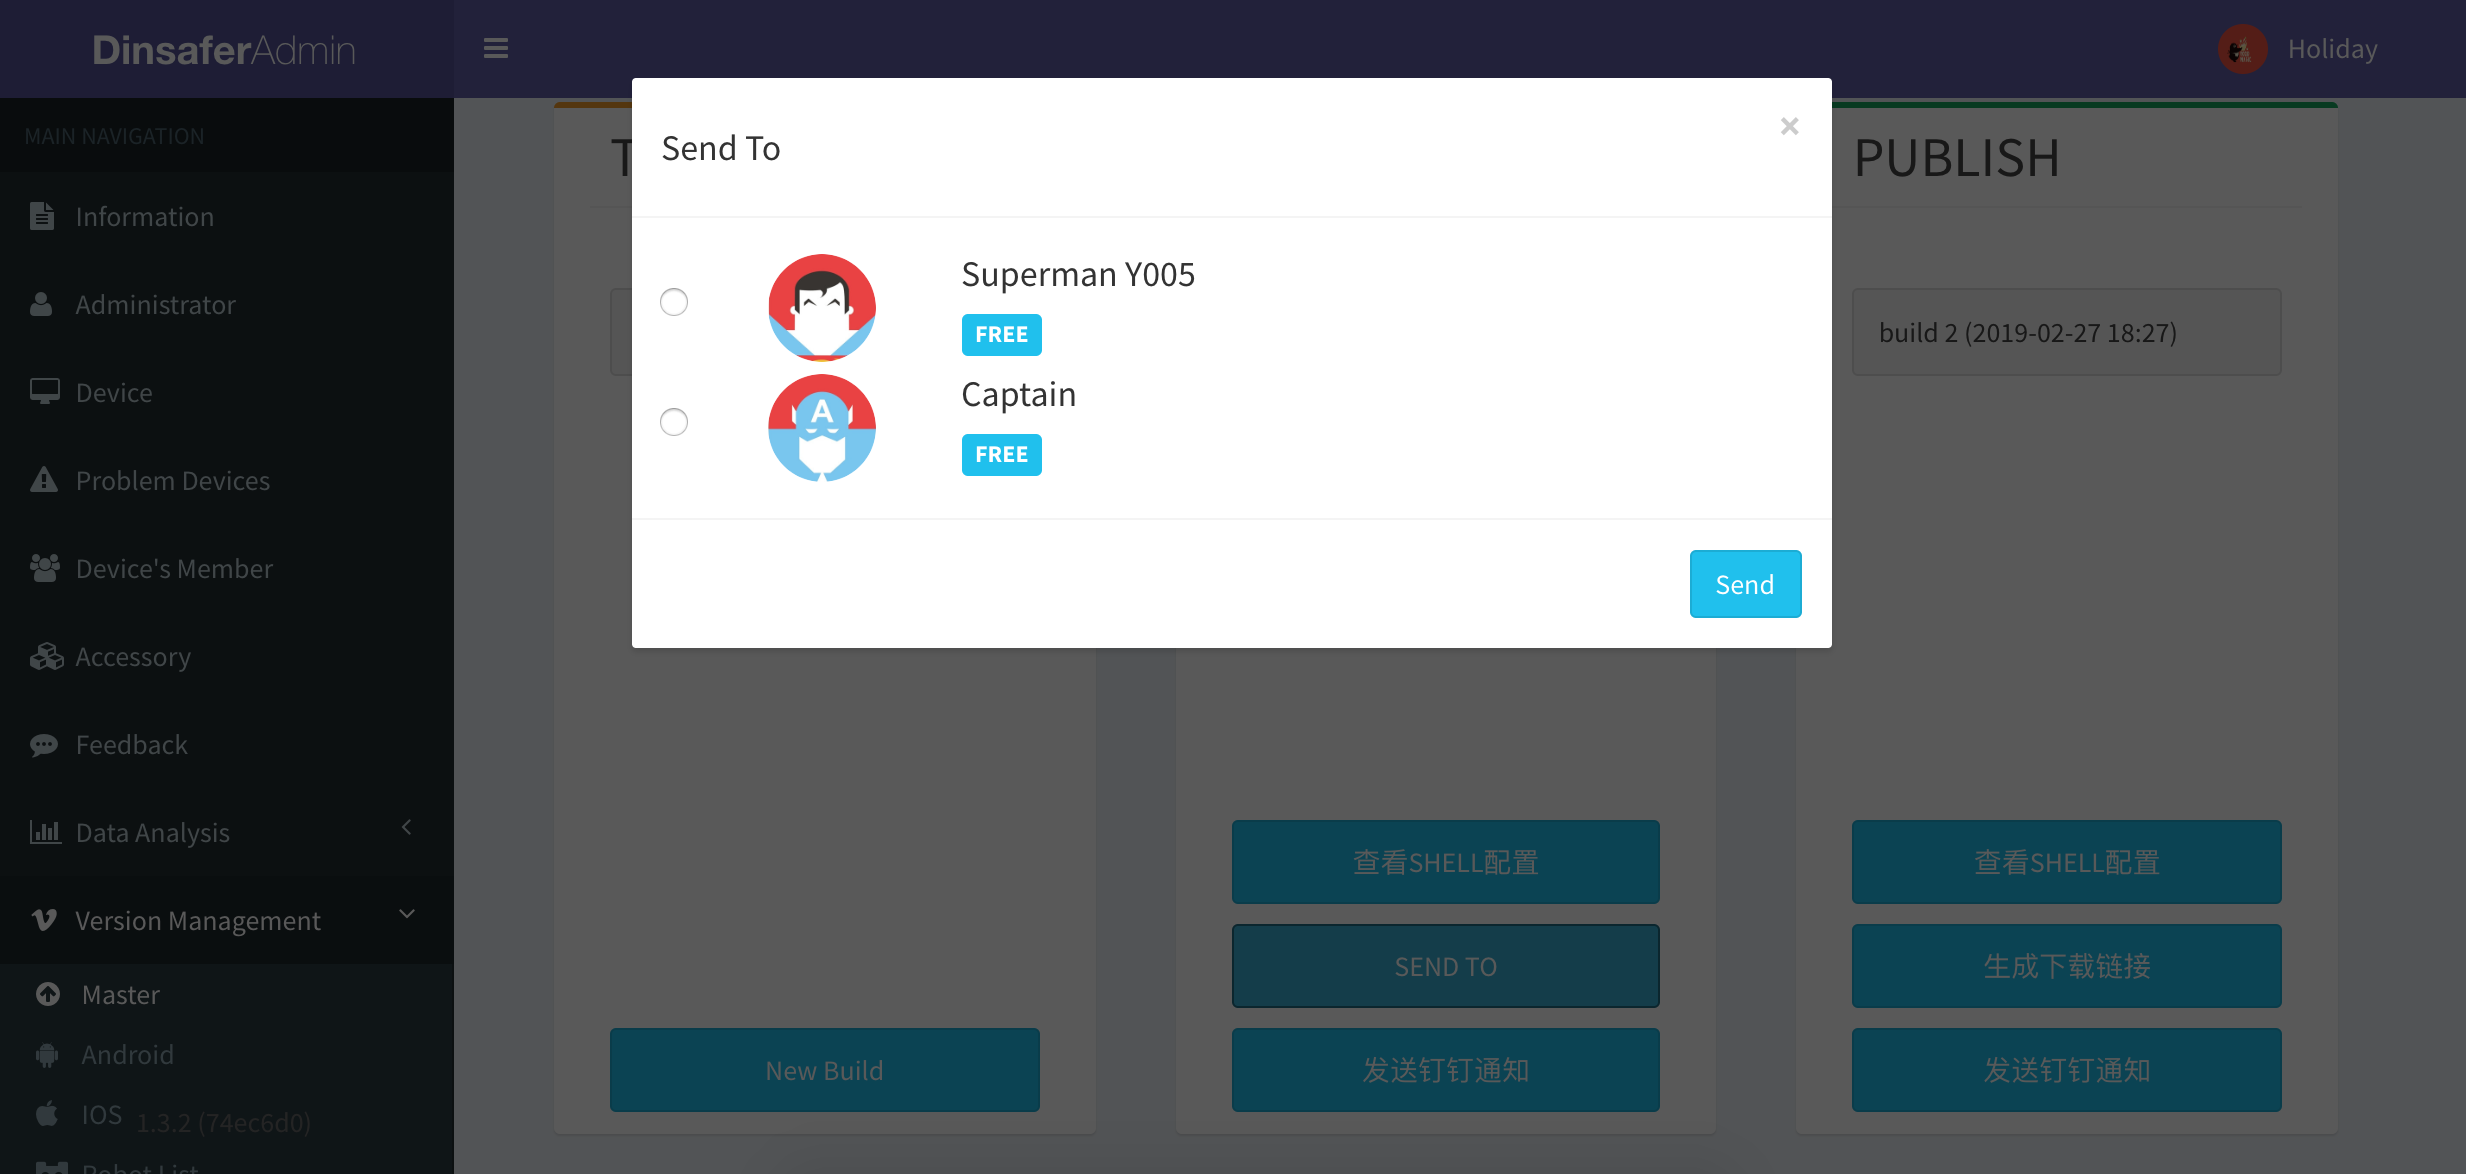 DinsaferAdmin
Holiday
MAIN NAVIGATION
Information
Administrator
Device
Problem Devices
Device's Member
Accessory
Feedback
Data Analysis
Version Management
Master
Android
IOS
1.3.2 (74ec6d0)
Robot List
Send To
×
Superman Y005
FREE
A
Captain
FREE
Send
New Build
查看SHELL配置
SEND TO
发送钉钉通知
PUBLISH
build 2 (2019-02-27 18:27)
查看SHELL配置
生成下载链接
发送钉钉通知